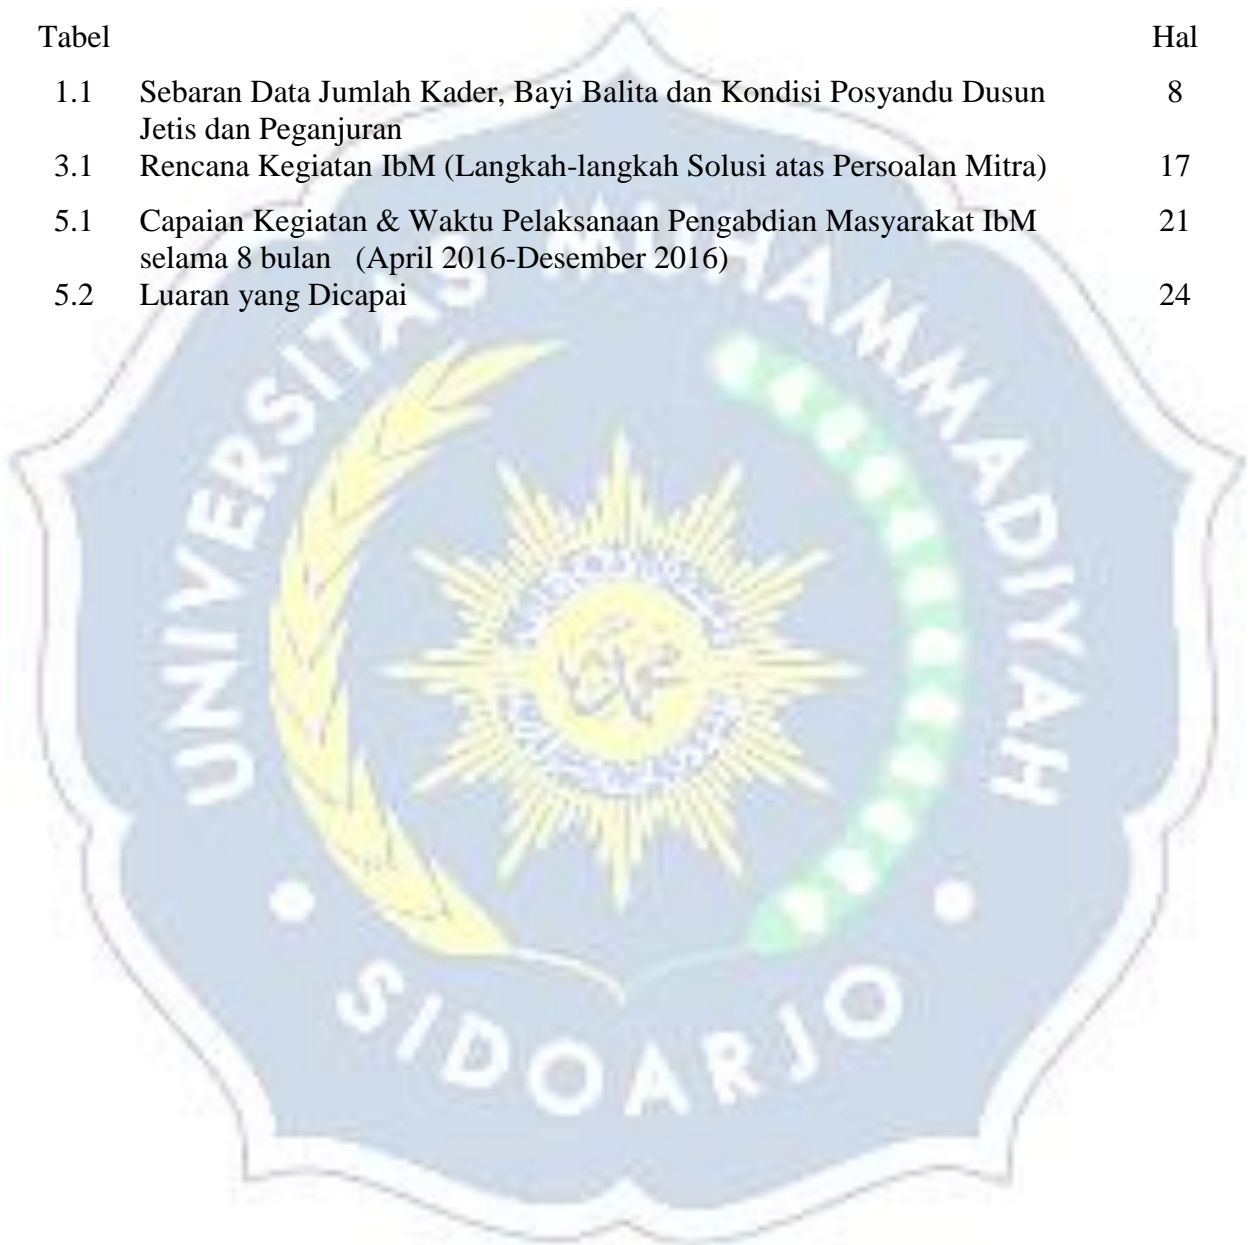 Tabel Hal
1.1 Sebaran Data Jumlah Kader, Bayi Balita dan Kondisi Posyandu Dusun 8
Jetis dan Peganjuran
3.1 Rencana Kegiatan IbM (Langkah-langkah Solusi atas Persoalan Mitra) 17
5.1 Capaian Kegiatan & Waktu Pelaksanaan Pengabdian Masyarakat IbM 21
selama 8 bulan (April 2016-Desember 2016)
5.2 Luaran yang Dicapai 24
UNIVERSITAS MUHAMMADIYAH
SIDOARJO